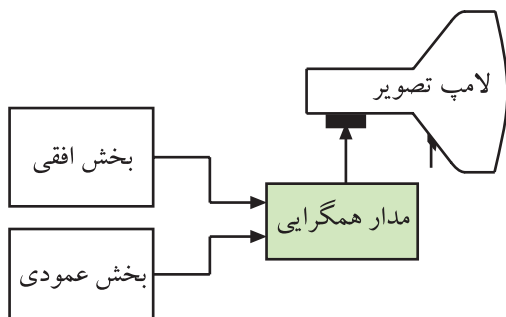 لامپ تصویر
بخش افقی
مدار همگرایی
بخش عمودی